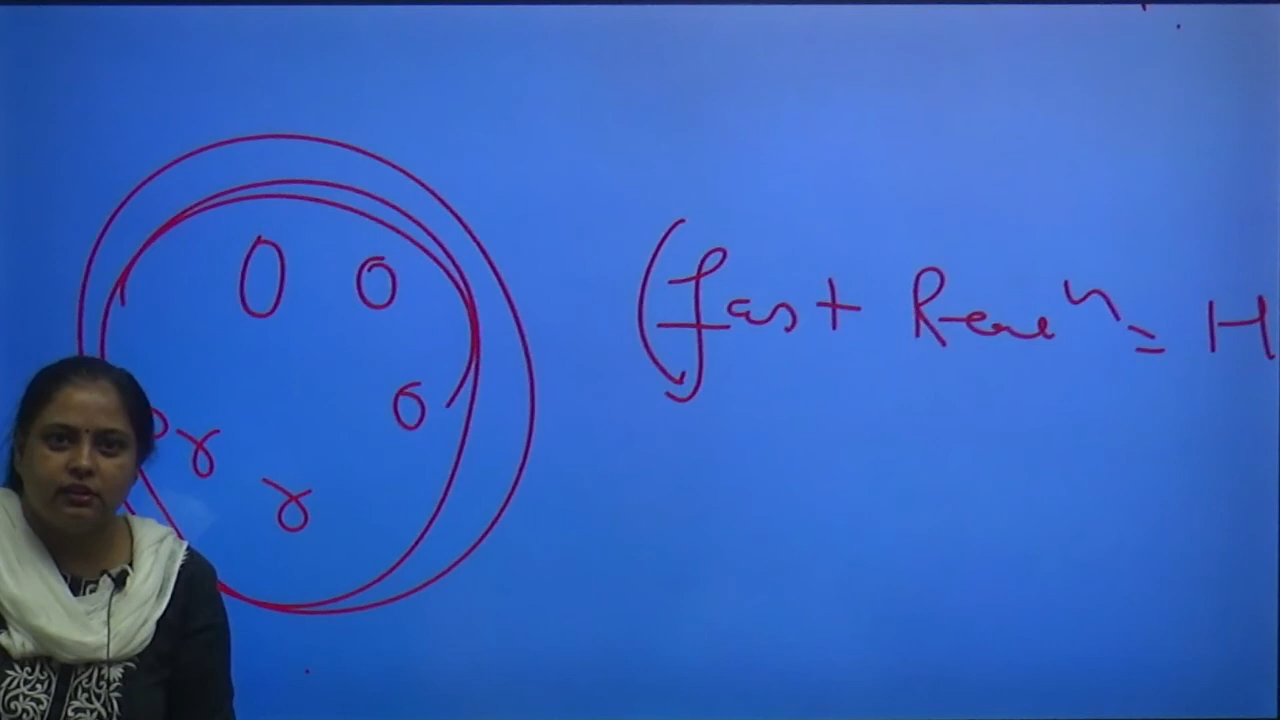 (fast Reacⁿ = H